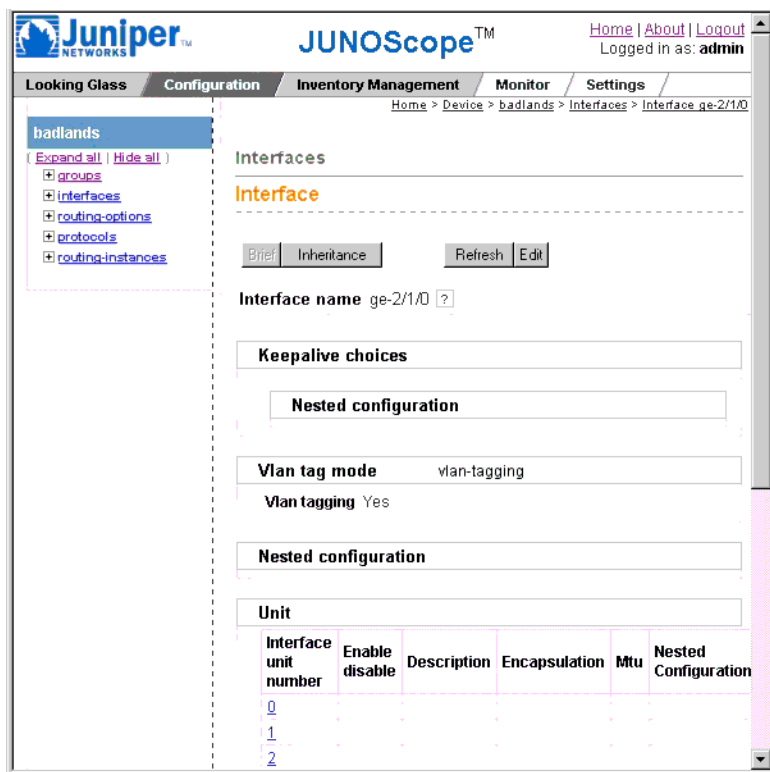 Juniper™
NETWORKS
JUNOScope™
Home | About | Logout
Logged in as: admin
Looking Glass / Configuration / Inventory Management / Monitor / Settings /
Home > Device > badlands > Interfaces > Interface ge-2/1/0
badlands
( Expand all | Hide all )
groups
interfaces
routing-options
protocols
routing-instances
Interfaces
Interface
Brief Inheritance Refresh Edit
Interface name ge-2/1/0 ?
Keepalive choices
Nested configuration
Vlan tag mode vlan-tagging
Vlan tagging Yes
Nested configuration
Unit
Interface unit number Enable disable Description Encapsulation Mtu Nested Configuration
0
1
2